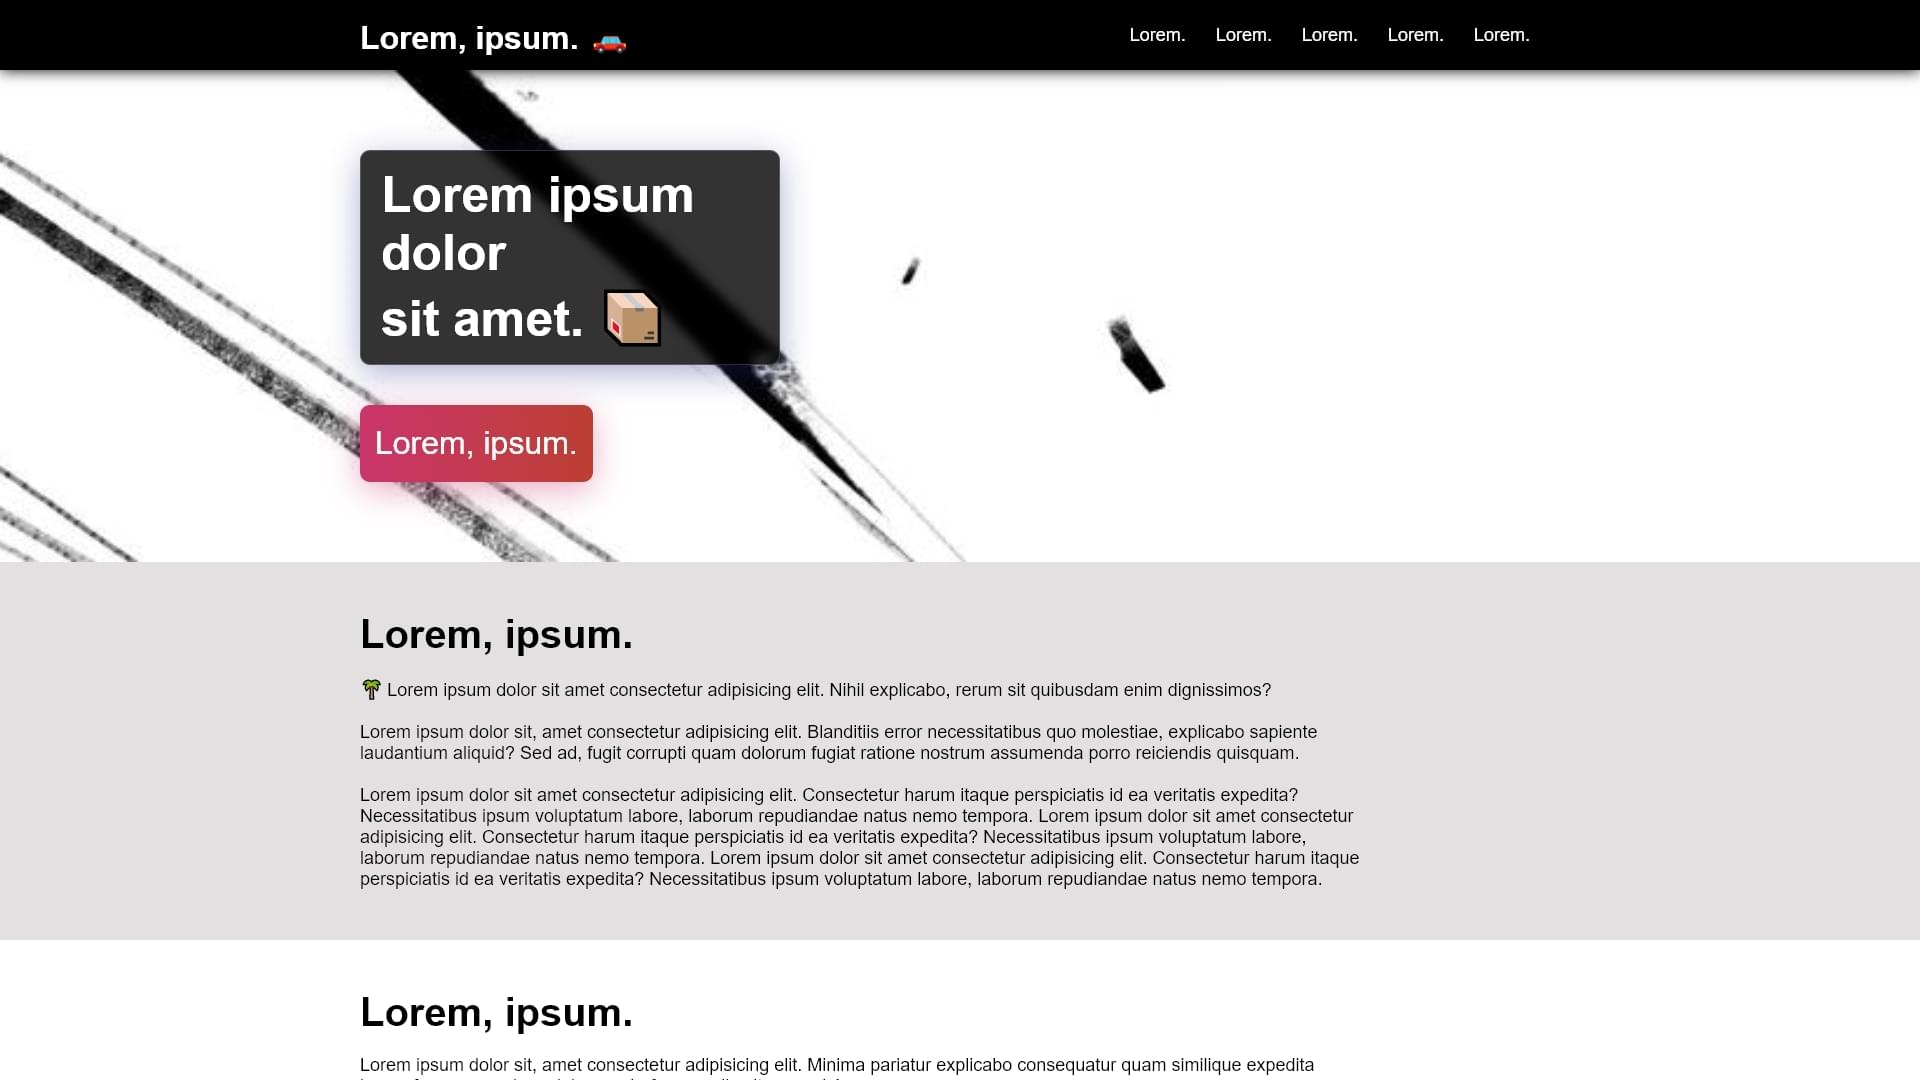 Lorem, ipsum. 🚗
Lorem. Lorem. Lorem. Lorem. Lorem.
Lorem ipsum
dolor
sit amet. 📦
Lorem, ipsum.
Lorem, ipsum.
🌴 Lorem ipsum dolor sit amet consectetur adipisicing elit. Nihil explicabo, rerum sit quibusdam enim dignissimos?
Lorem ipsum dolor sit, amet consectetur adipisicing elit. Blanditiis error necessitatibus quo molestiae, explicabo sapiente
laudantium aliquid? Sed ad, fugit corrupti quam dolorum fugiat ratione nostrum assumenda porro reiciendis quisquam.
Lorem ipsum dolor sit amet consectetur adipisicing elit. Consectetur harum itaque perspiciatis id ea veritatis expedita?
Necessitatibus ipsum voluptatum labore, laborum repudiandae natus nemo tempora. Lorem ipsum dolor sit amet consectetur
adipisicing elit. Consectetur harum itaque perspiciatis id ea veritatis expedita? Necessitatibus ipsum voluptatum labore,
laborum repudiandae natus nemo tempora. Lorem ipsum dolor sit amet consectetur adipisicing elit. Consectetur harum itaque
perspiciatis id ea veritatis expedita? Necessitatibus ipsum voluptatum labore, laborum repudiandae natus nemo tempora.
Lorem, ipsum.
Lorem ipsum dolor sit, amet consectetur adipisicing elit. Minima pariatur explicabo consequatur quam similique expedita